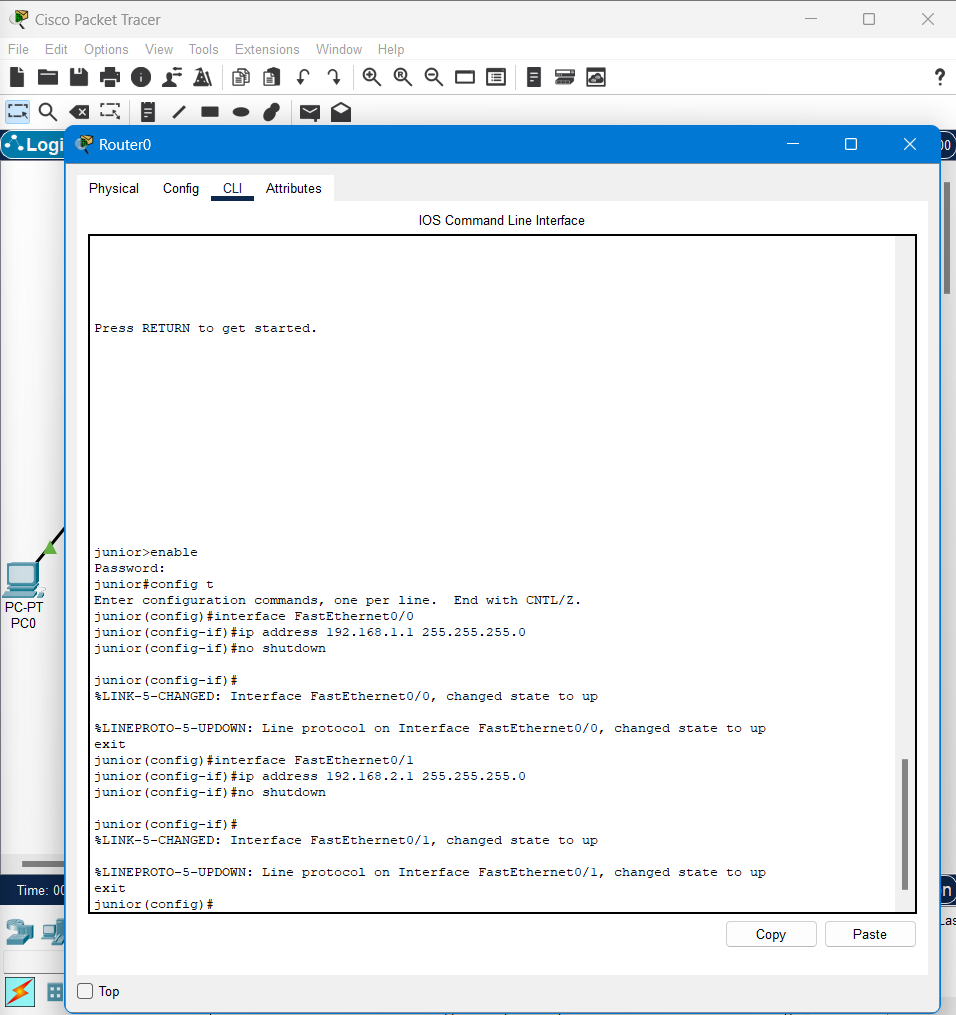 Cisco Packet Tracer
File Edit Options View Tools Extensions Window Help
?
Logi
Router0
00
Physical Config CLI Attributes
IOS Command Line Interface
Press RETURN to get started.
junior>enable
Password:
junior#config t
Enter configuration commands, one per line.  End with CNTL/Z.
junior(config)#interface FastEthernet0/0
junior(config-if)#ip address 192.168.1.1 255.255.255.0
junior(config-if)#no shutdown
junior(config-if)#
%LINK-5-CHANGED: Interface FastEthernet0/0, changed state to up
%LINEPROTO-5-UPDOWN: Line protocol on Interface FastEthernet0/0, changed state to up
exit
junior(config)#interface FastEthernet0/1
junior(config-if)#ip address 192.168.2.1 255.255.255.0
junior(config-if)#no shutdown
junior(config-if)#
%LINK-5-CHANGED: Interface FastEthernet0/1, changed state to up
%LINEPROTO-5-UPDOWN: Line protocol on Interface FastEthernet0/1, changed state to up
exit
junior(config)#
PC-PT
PC0
Time: 00
n
Las
Copy Paste
Top